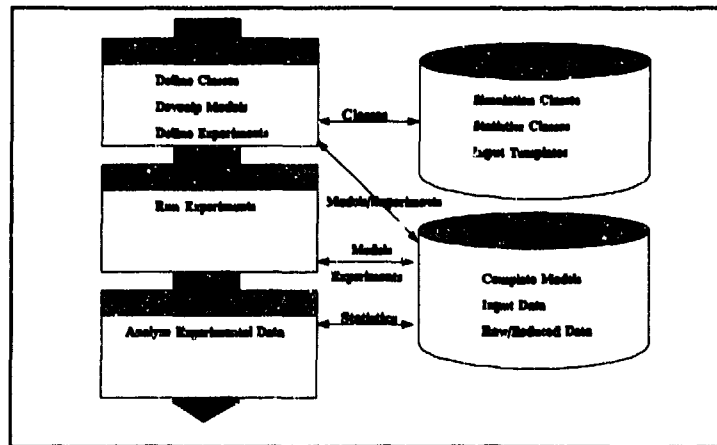 Define Classes
Develop Models
Define Experiments
Classes
Simulation Classes
Statistics Classes
Input Templates
Run Experiments
Models/Experiments
Models
Experiments
Complete Models
Input Data
Raw/Reduced Data
Analyze Experimental Data
Statistics